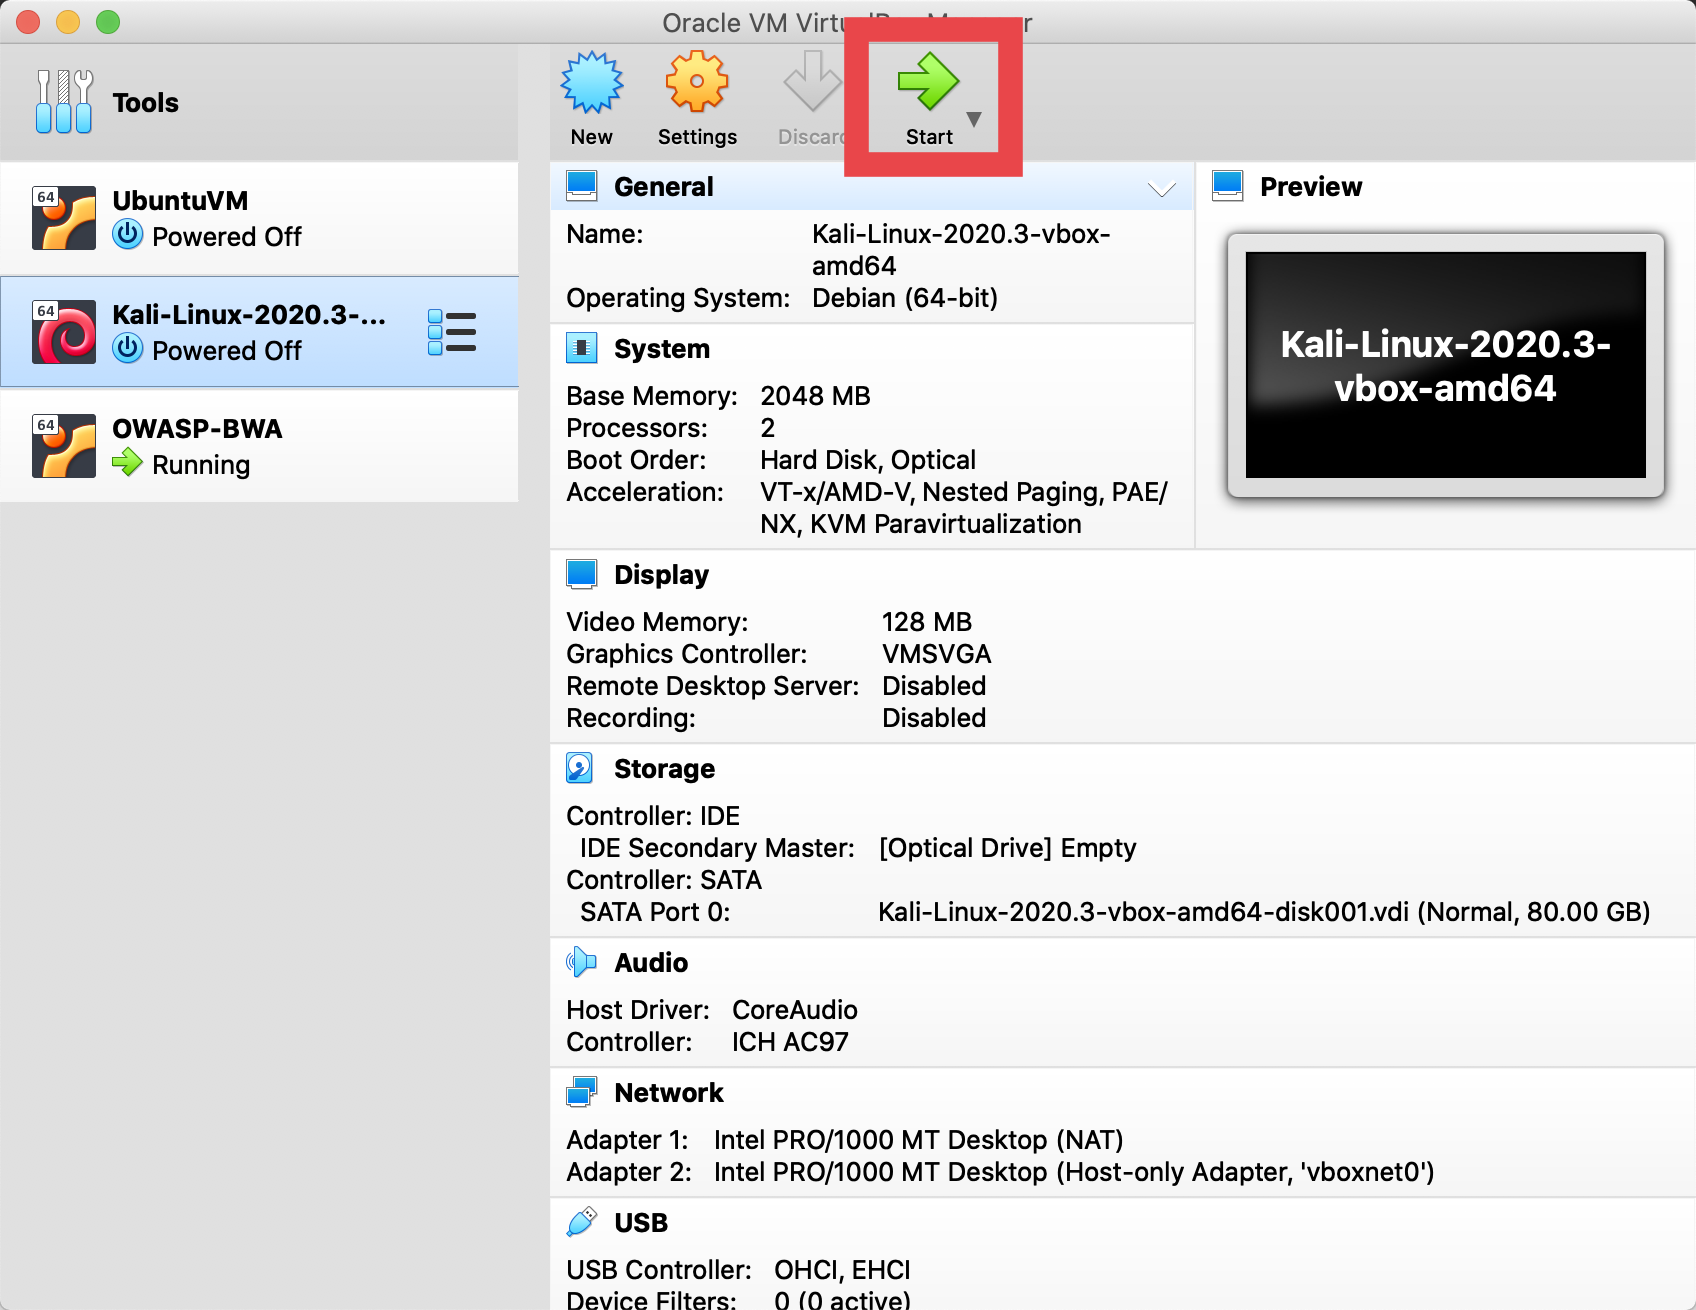 Oracle VM
Tools
New
Settings
Start
64
UbuntuVM
Powered Off
64
Kali-Linux-2020.3-...
Powered Off
64
OWASP-BWA
Running
General
Name: Kali-Linux-2020.3-vbox-
amd64
Operating System: Debian (64-bit)
Preview
Kali-Linux-2020.3-
vbox-amd64
System
Base Memory: 2048 MB
Processors: 2
Boot Order: Hard Disk, Optical
Acceleration: VT-x/AMD-V, Nested Paging, PAE/
NX, KVM Paravirtualization
Display
Video Memory: 128 MB
Graphics Controller: VMSVGA
Remote Desktop Server: Disabled
Recording: Disabled
Storage
Controller: IDE
IDE Secondary Master: [Optical Drive] Empty
Controller: SATA
SATA Port 0: Kali-Linux-2020.3-vbox-amd64-disk001.vdi (Normal, 80.00 GB)
Audio
Host Driver: CoreAudio
Controller: ICH AC97
Network
Adapter 1: Intel PRO/1000 MT Desktop (NAT)
Adapter 2: Intel PRO/1000 MT Desktop (Host-only Adapter, 'vboxnet0')
USB
USB Controller: OHCI, EHCI
Device Filters: 0 (0 active)